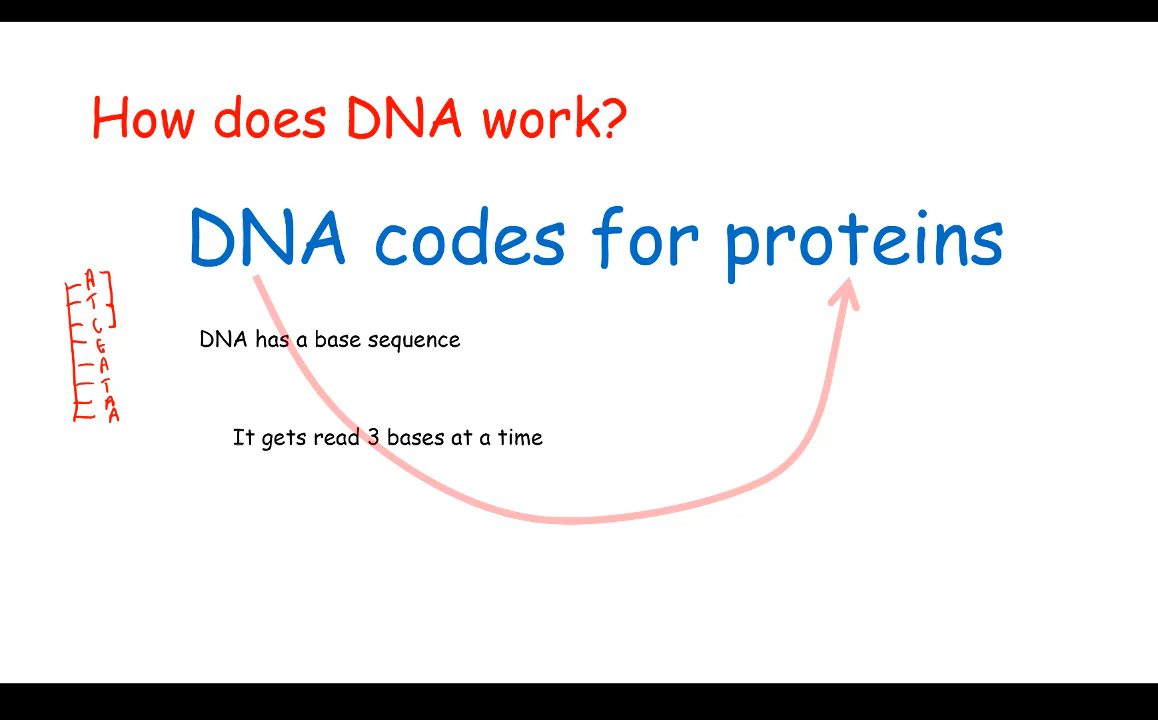 How does DNA work?
DNA codes for proteins
A
T
C
DNA has a base sequence
A
T
A
A
It gets read 3 bases at a time